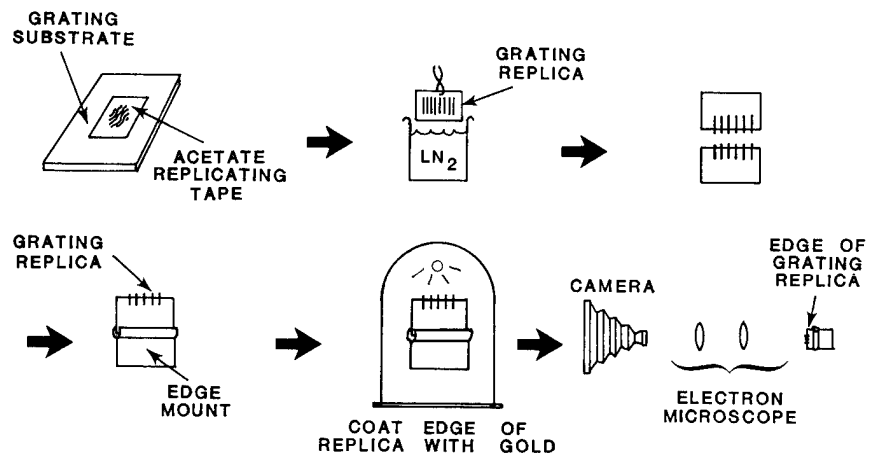 GRATING
SUBSTRATE
ACETATE
REPLICATING
TAPE
GRATING
REPLICA
LN2
GRATING
REPLICA
EDGE
MOUNT
COAT EDGE OF
REPLICA WITH GOLD
CAMERA
ELECTRON
MICROSCOPE
EDGE OF
GRATING
REPLICA